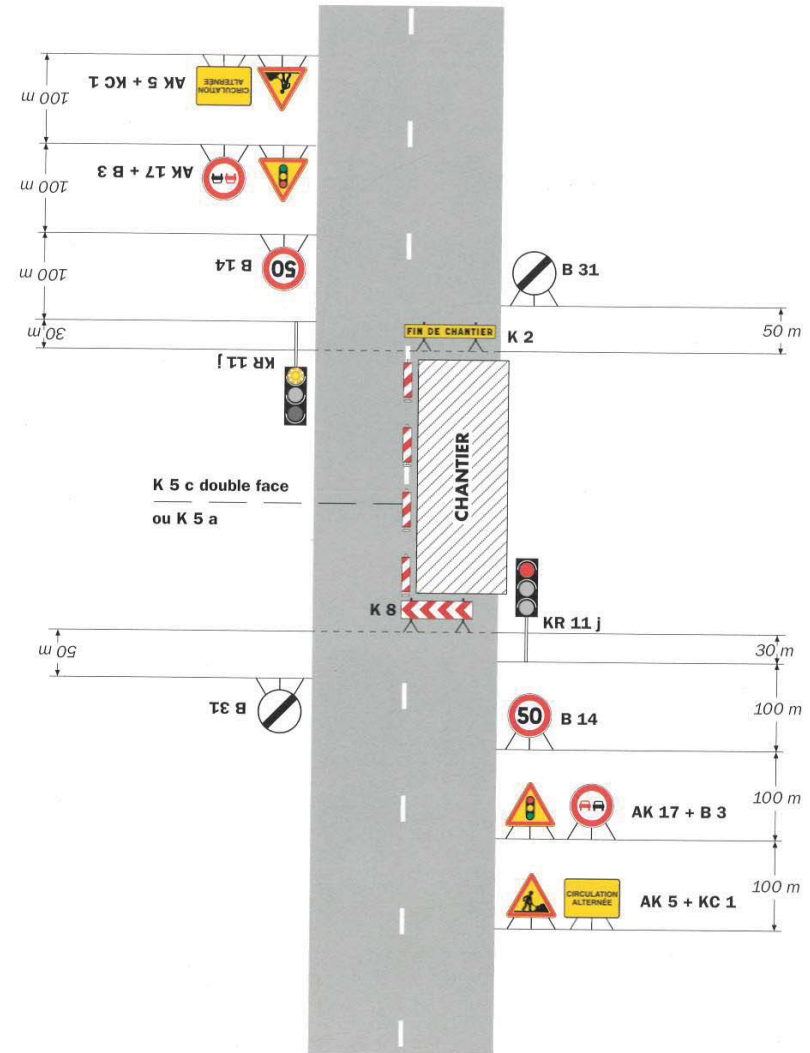 AK 5 + KC 1
CIRCULATION
ALTERNÉE
100 m
AK 17 + B 3
100 m
B 14
50
100 m
30 m
KR 11 j
B 31
50 m
FIN DE CHANTIER
K 2
CHANTIER
K 5 c double face
ou K 5 a
K 8
KR 11 j
50 m
30 m
B 31
50
B 14
100 m
AK 17 + B 3
100 m
CIRCULATION
ALTERNÉE
AK 5 + KC 1
100 m